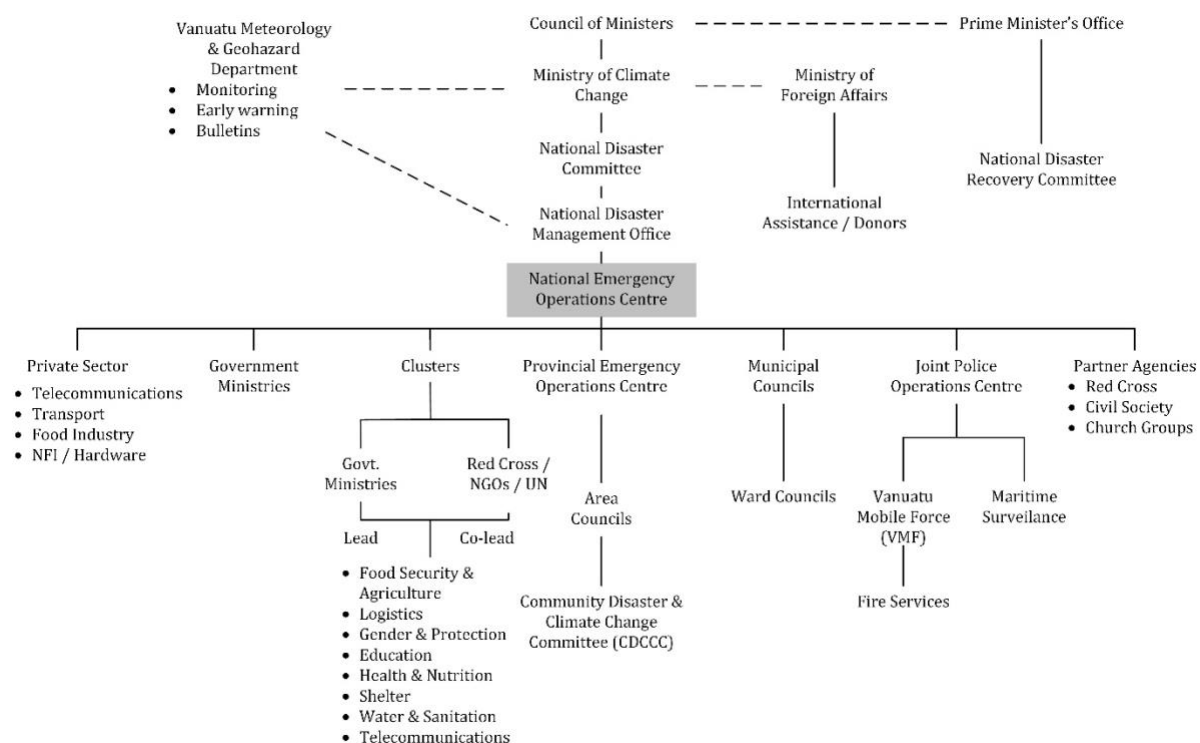 Vanuatu Meteorology
& Geohazard
Department
• Monitoring
• Early warning
• Bulletins
Council of Ministers
Prime Minister's Office
Ministry of Climate
Change
Ministry of
Foreign Affairs
National Disaster
Committee
National Disaster
Recovery Committee
International
Assistance / Donors
National Disaster
Management Office
National Emergency
Operations Centre
Private Sector
• Telecommunications
• Transport
• Food Industry
• NFI / Hardware
Government
Ministries
Clusters
Govt.
Ministries
Red Cross /
NGOs / UN
Lead
Co-lead
• Food Security &
Agriculture
• Logistics
• Gender & Protection
• Education
• Health & Nutrition
• Shelter
• Water & Sanitation
• Telecommunications
Provincial Emergency
Operations Centre
Area
Councils
Community Disaster &
Climate Change
Committee (CDCCC)
Municipal
Councils
Ward Councils
Joint Police
Operations Centre
Vanuatu
Mobile Force
(VMF)
Maritime
Surveilance
Fire Services
Partner Agencies
• Red Cross
• Civil Society
• Church Groups